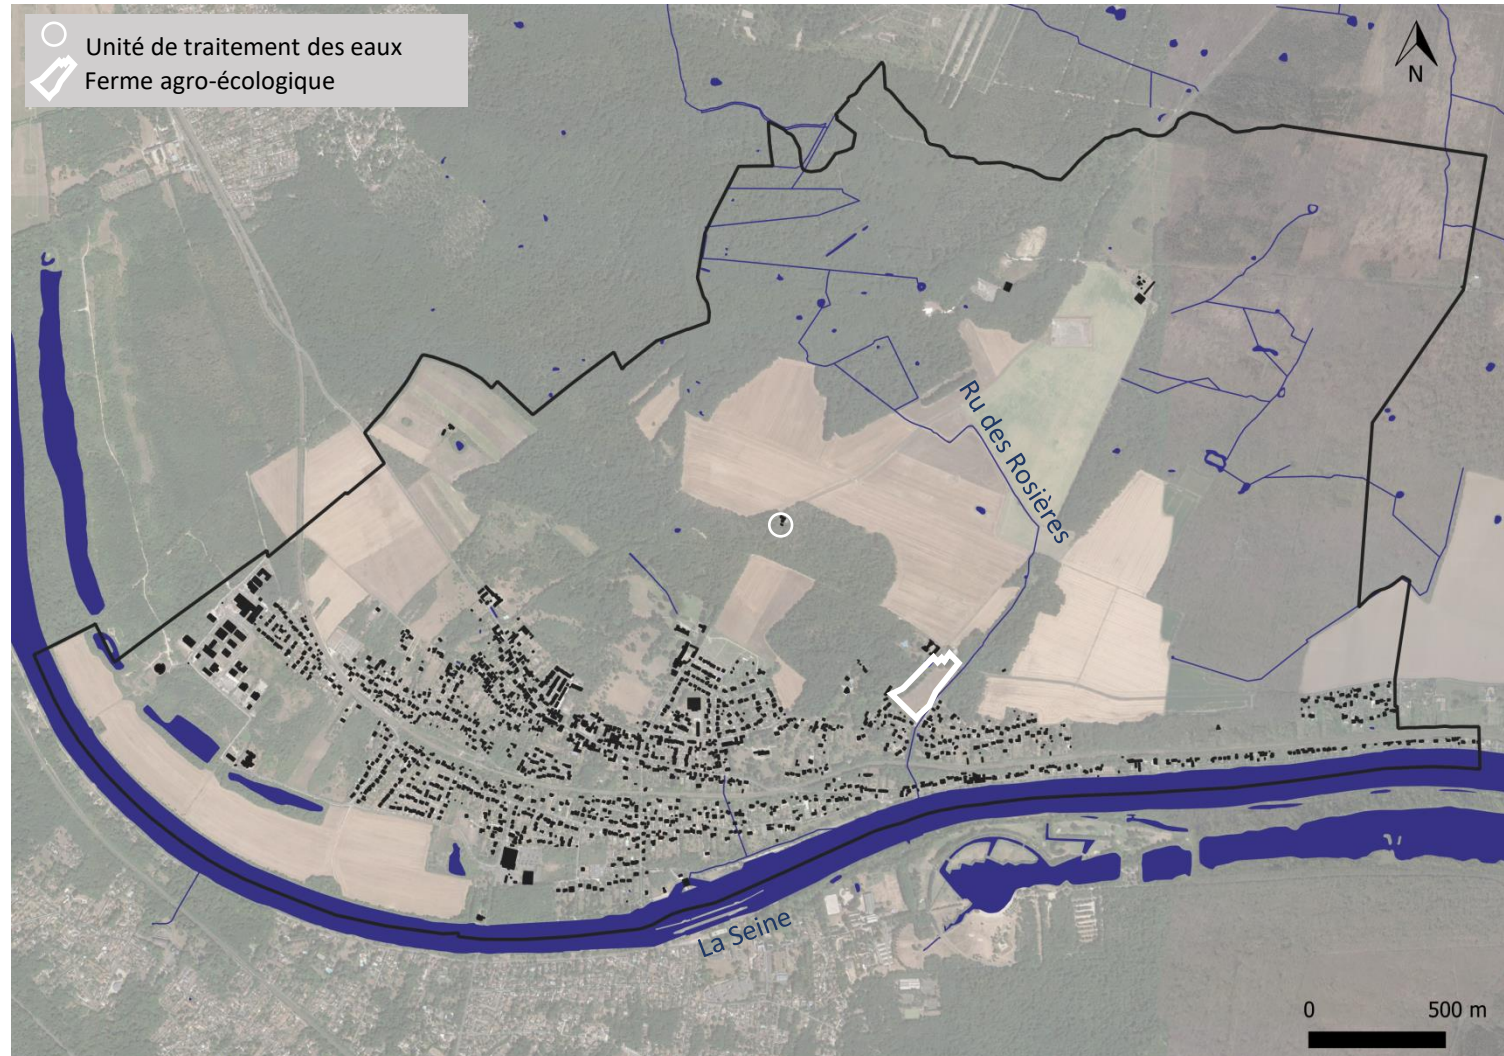 Unité de traitement des eaux
Ferme agro-écologique
N
Ru des Rosières
La Seine
0 500 m